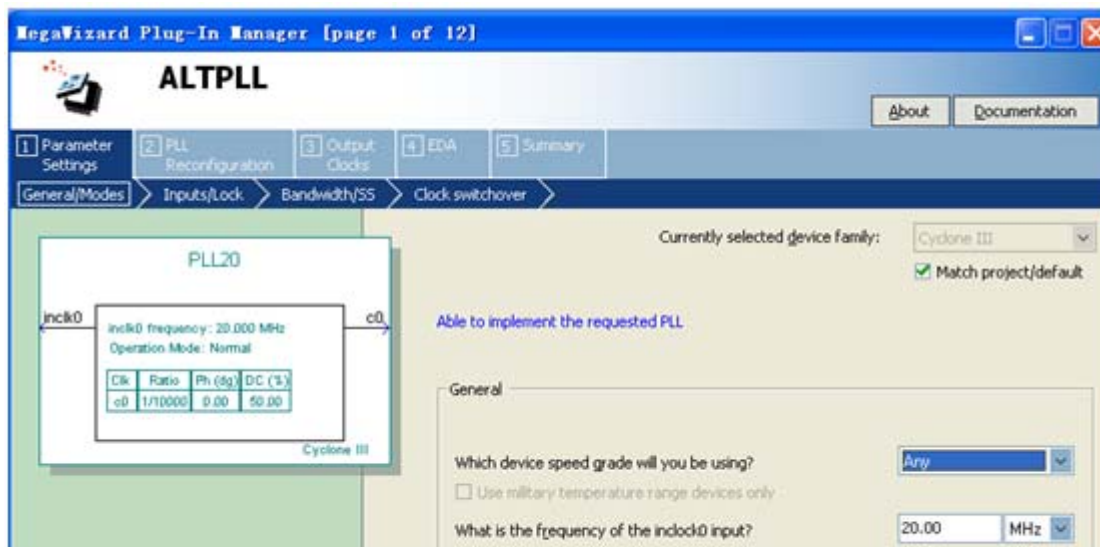 MegaWizard Plug-In Manager [page 1 of 12]
ALTPLL
About Documentation
1 Parameter Settings
2 PLL Reconfiguration
3 Output Clocks
4 EDA
5 Summary
General/Modes Inputs/Lock Bandwidth/SS Clock switchover
Currently selected device family: Cyclone III
Match project/default
PLL20
inclk0 c0
inclk0 frequency: 20.000 MHz
Operation Mode: Normal
Clk Ratio Ph (dg) DC (%)
c0 1/10000 0.00 50.00
Cyclone III
Able to implement the requested PLL
General
Which device speed grade will you be using? Any
Use military temperature range devices only
What is the frequency of the inclock0 input? 20.00 MHz